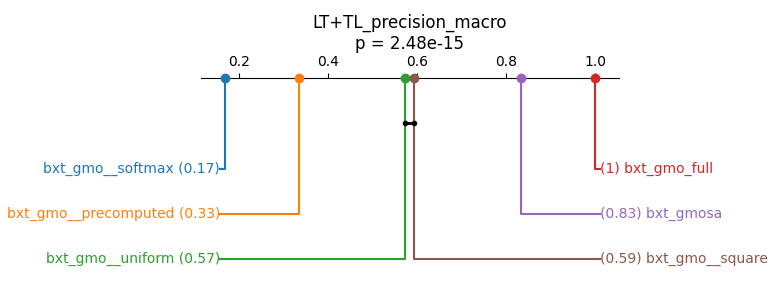 LT+TL_precision_macro
p = 2.48e-15
0.2 0.4 0.6 0.8 1.0
bxt_gmo__softmax (0.17)
(1) bxt_gmo_full
bxt_gmo__precomputed (0.33)
(0.83) bxt_gmosa
bxt_gmo__uniform (0.57)
(0.59) bxt_gmo__square